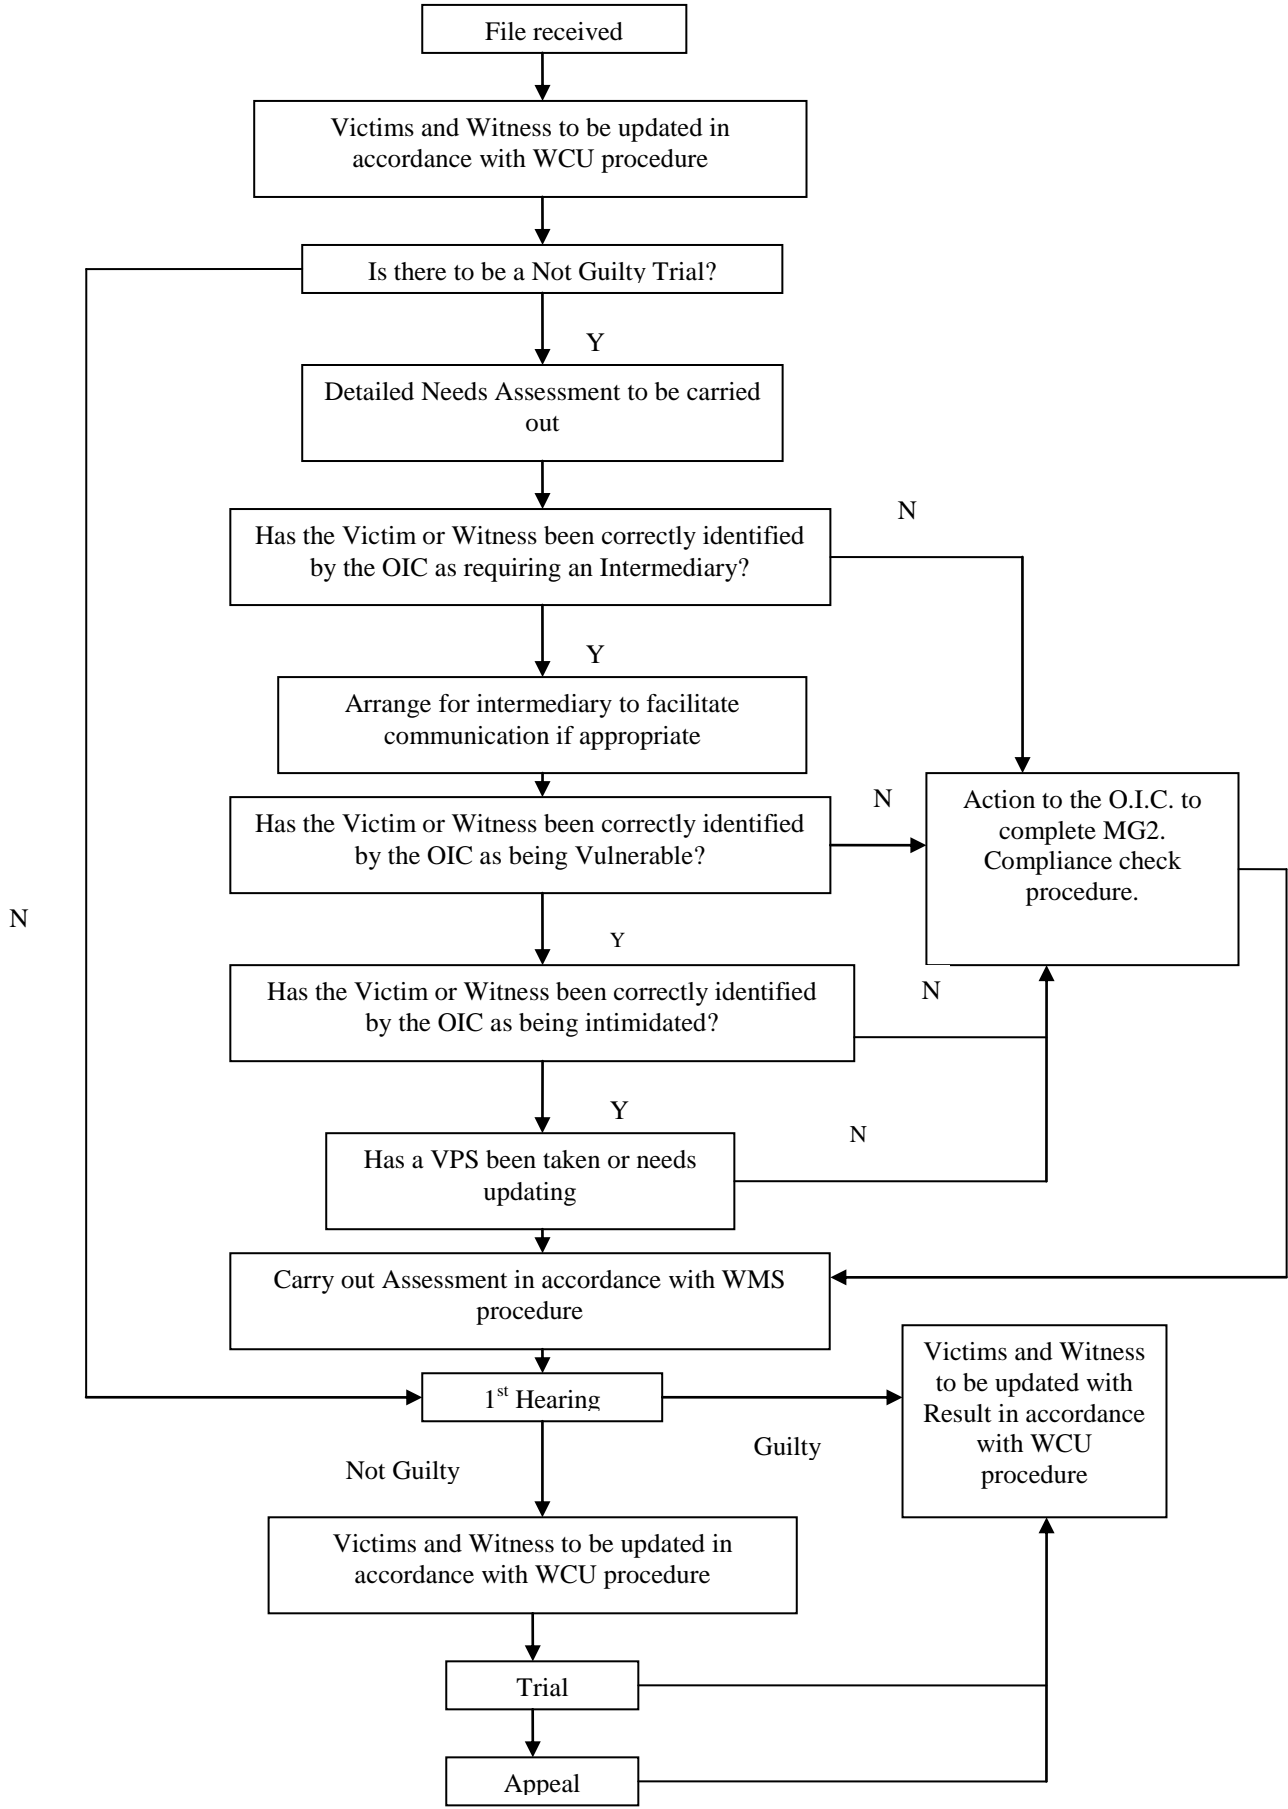 File received
Victims and Witness to be updated in
accordance with WCU procedure
Is there to be a Not Guilty Trial?
Y
Detailed Needs Assessment to be carried
out
N
Has the Victim or Witness been correctly identified
by the OIC as requiring an Intermediary?
Y
Arrange for intermediary to facilitate
communication if appropriate
N
Has the Victim or Witness been correctly identified
by the OIC as being Vulnerable?
Action to the O.I.C. to
complete MG2.
Compliance check
procedure.
N
Y
Has the Victim or Witness been correctly identified
by the OIC as being intimidated?
N
Y
N
Has a VPS been taken or needs
updating
Carry out Assessment in accordance with WMS
procedure
1st Hearing
Guilty
Victims and Witness
to be updated with
Result in accordance
with WCU
procedure
Not Guilty
Victims and Witness to be updated in
accordance with WCU procedure
Trial
Appeal